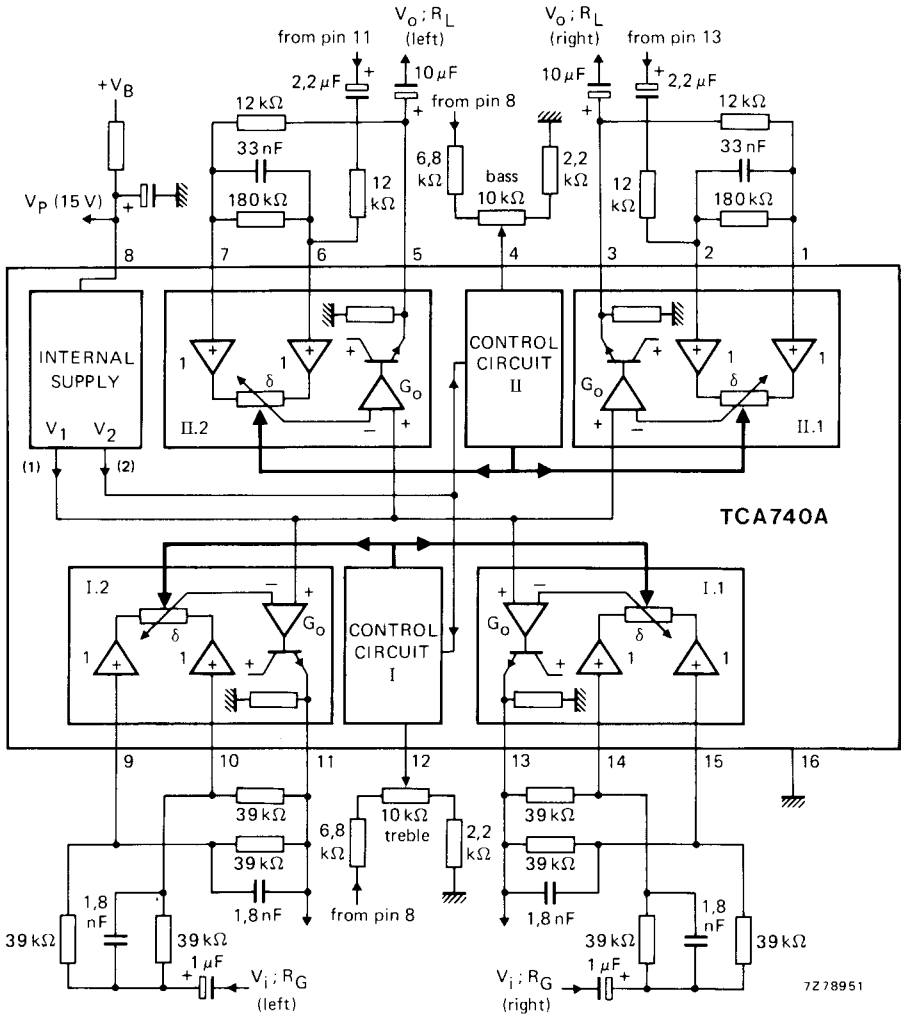 V_o ; R_L
(left)
V_o ; R_L
(right)
from pin 11
from pin 13
2,2 µF
+
10 µF
+
10 µF
+
+
2,2 µF
+V_B
12 kΩ
from pin 8
12 kΩ
33 nF
6,8
kΩ
bass
10 kΩ
2,2
kΩ
33 nF
12
kΩ
12
kΩ
V_P (15 V)
+
180 kΩ
180 kΩ
8
7
6
5
4
3
2
1
INTERNAL
SUPPLY
V_1
V_2
(1)
(2)
+
1
+
1
δ
+
G_o
−
+
II.2
CONTROL
CIRCUIT
II
+
G_o
+
−
+
1
+
1
δ
II.1
TCA740A
I.2
δ
−
+
G_o
1
+
1
+
+
CONTROL
CIRCUIT
I
I.1
+
−
G_o
δ
+
1
+
1
+
9
10
11
12
13
14
15
16
39 kΩ
39 kΩ
1,8 nF
6,8
kΩ
10 kΩ
treble
2,2
kΩ
from pin 8
39 kΩ
39 kΩ
1,8 nF
39 kΩ
1,8
nF
39 kΩ
1 µF
+
V_i ; R_G
(left)
V_i ; R_G
(right)
39 kΩ
1 µF
+
1,8
nF
39 kΩ
7Z78951